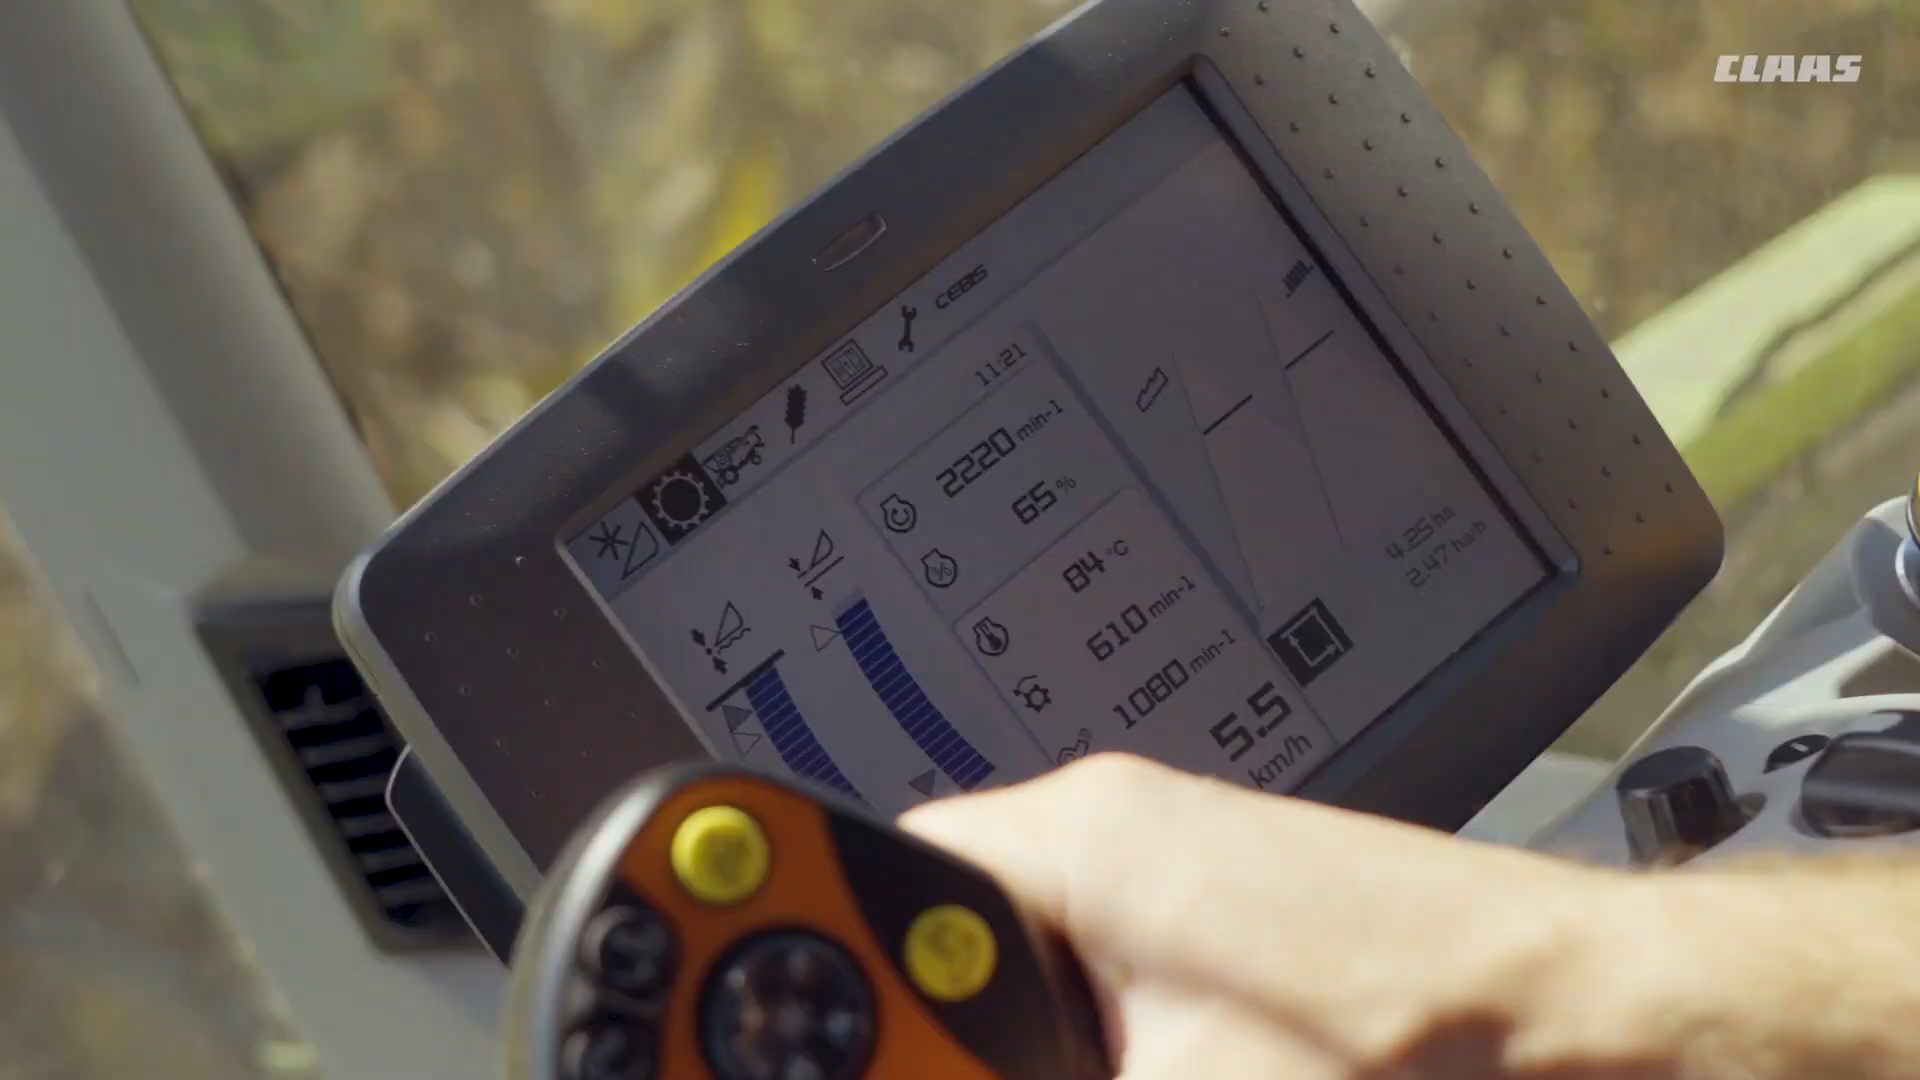 CLAAS
CEBIS
11:21
2220 min-1
65 %
84 °C
610 min-1
1080 min-1
5.5
km/h
4.25 ha
2.47 ha/h